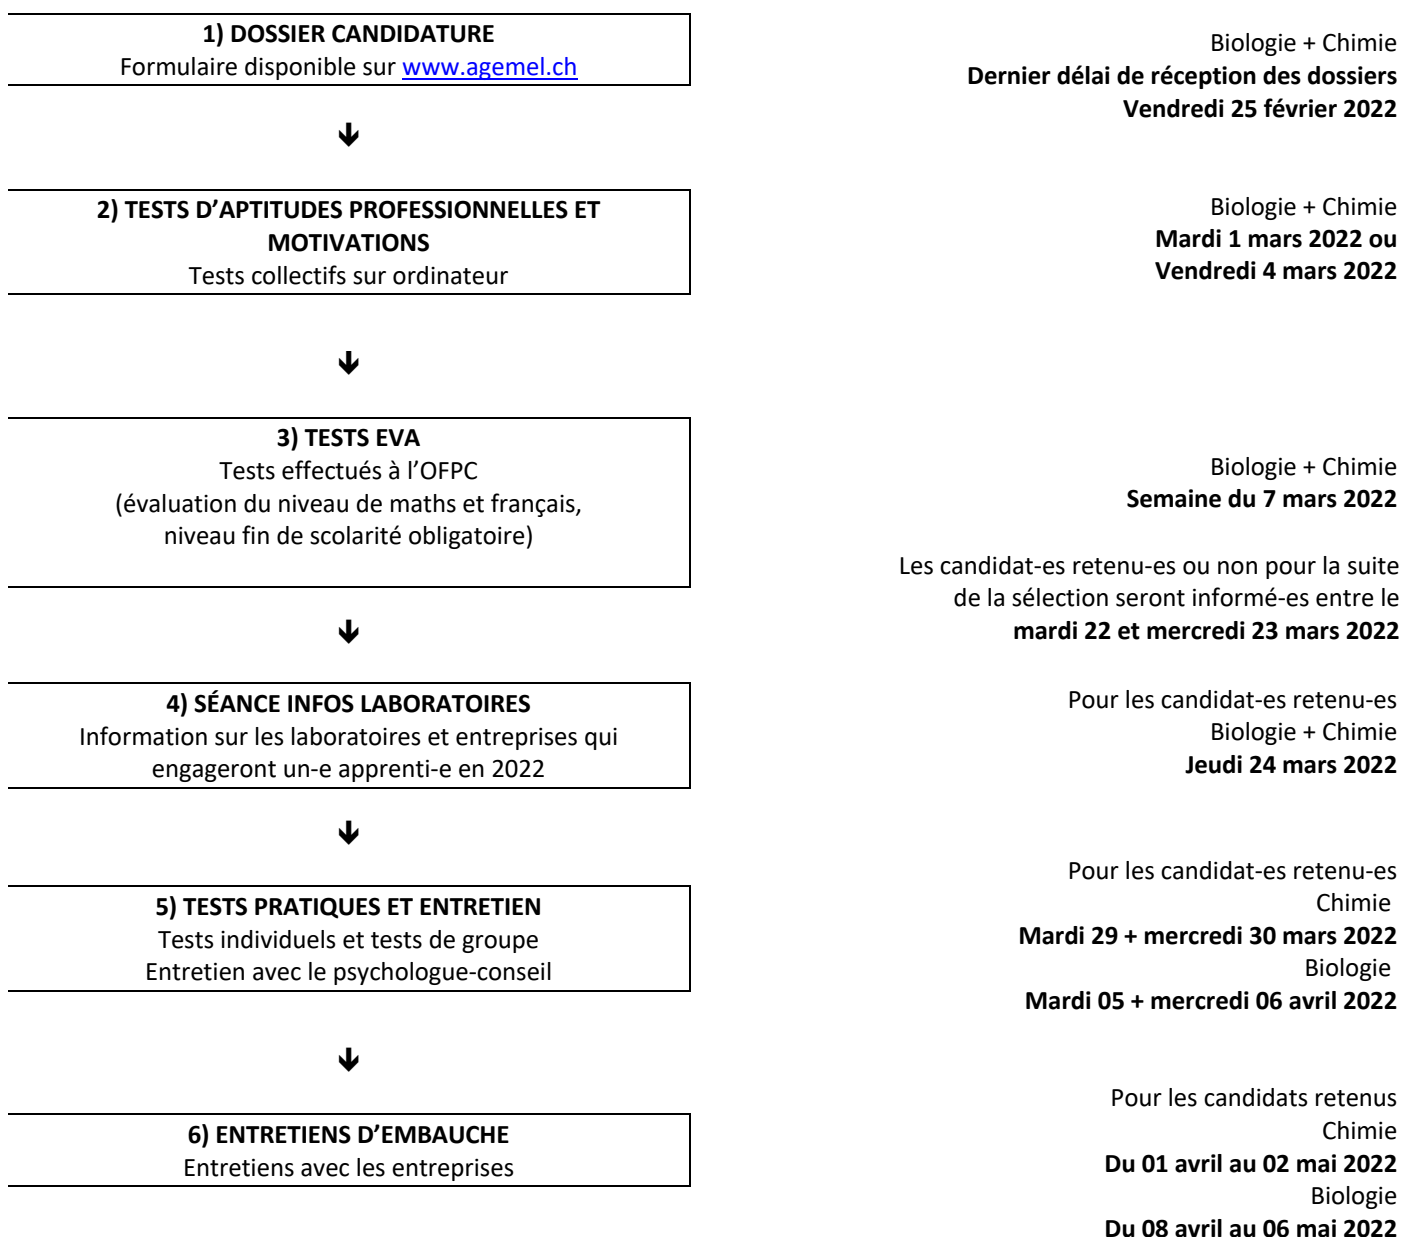 1) DOSSIER CANDIDATURE
Formulaire disponible sur www.agemel.ch
Biologie + Chimie
Dernier délai de réception des dossiers
Vendredi 25 février 2022
2) TESTS D’APTITUDES PROFESSIONNELLES ET
MOTIVATIONS
Tests collectifs sur ordinateur
Biologie + Chimie
Mardi 1 mars 2022 ou
Vendredi 4 mars 2022
3) TESTS EVA
Tests effectués à l’OFPC
(évaluation du niveau de maths et français,
niveau fin de scolarité obligatoire)
Biologie + Chimie
Semaine du 7 mars 2022
Les candidat-es retenu-es ou non pour la suite
de la sélection seront informé-es entre le
mardi 22 et mercredi 23 mars 2022
4) SÉANCE INFOS LABORATOIRES
Information sur les laboratoires et entreprises qui
engageront un-e apprenti-e en 2022
Pour les candidat-es retenu-es
Biologie + Chimie
Jeudi 24 mars 2022
5) TESTS PRATIQUES ET ENTRETIEN
Tests individuels et tests de groupe
Entretien avec le psychologue-conseil
Pour les candidat-es retenu-es
Chimie
Mardi 29 + mercredi 30 mars 2022
Biologie
Mardi 05 + mercredi 06 avril 2022
6) ENTRETIENS D’EMBAUCHE
Entretiens avec les entreprises
Pour les candidats retenus
Chimie
Du 01 avril au 02 mai 2022
Biologie
Du 08 avril au 06 mai 2022